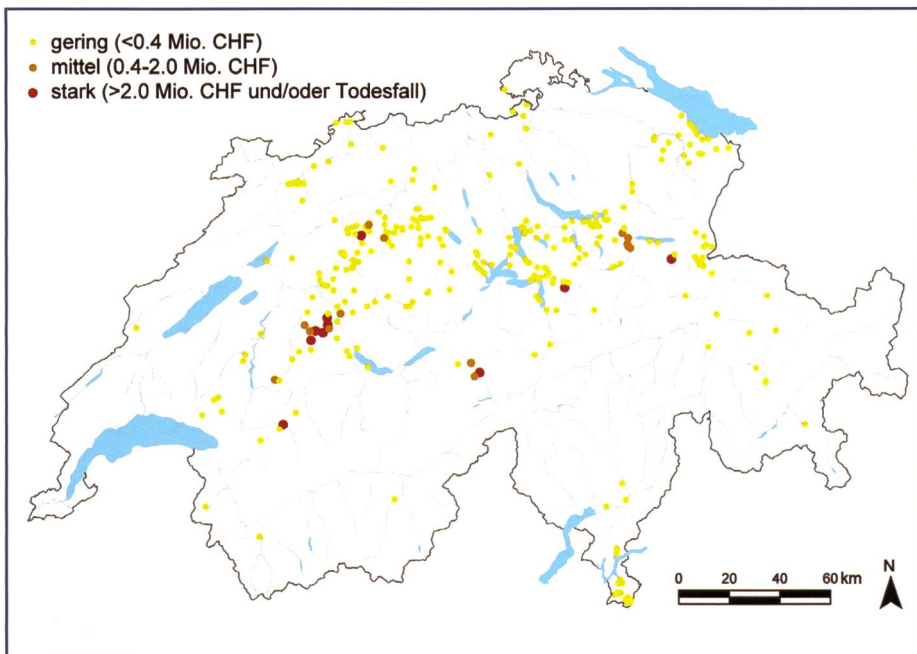 gering (<0.4 Mio. CHF)
mittel (0.4-2.0 Mio. CHF)
stark (>2.0 Mio. CHF und/oder Todesfall)
N
0 20 40 60 km